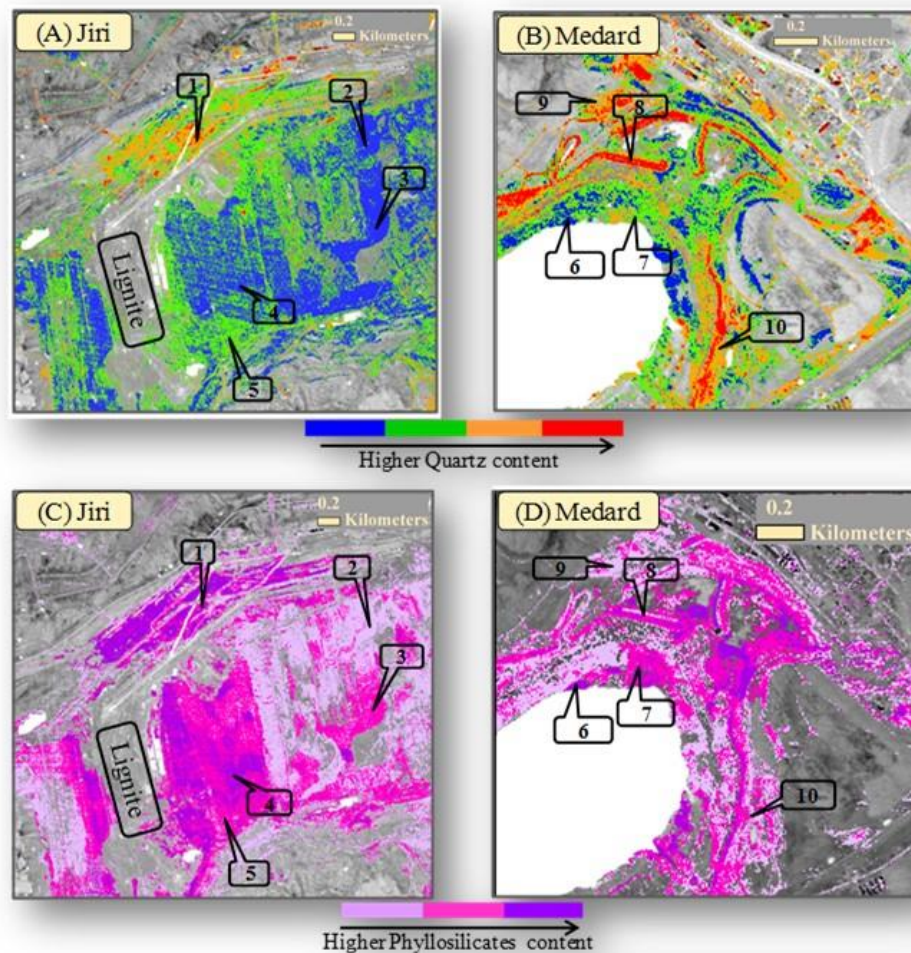 (A) Jiri
0.2
Kilometers
1
2
3
4
5
Lignite
(B) Medard
0.2
Kilometers
9
8
6
7
10
Higher Quartz content
(C) Jiri
0.2
Kilometers
1
2
3
4
5
Lignite
(D) Medard
0.2
Kilometers
9
8
6
7
10
Higher Phyllosilicates content